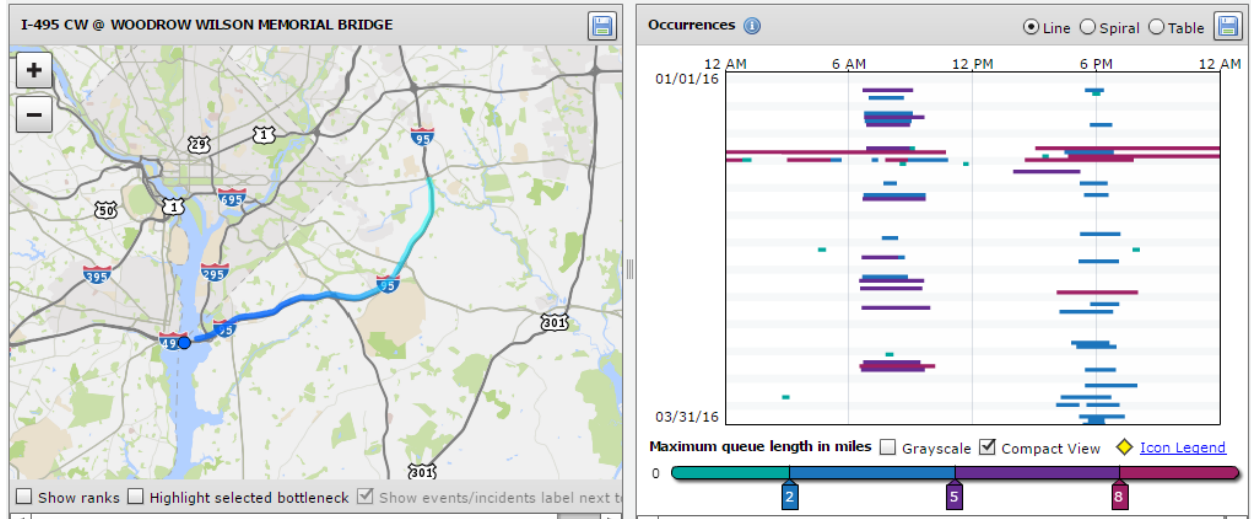 I-495 CW @ WOODROW WILSON MEMORIAL BRIDGE
+
−
29
1
95
50
1
695
395
295
95
301
495
95
301
Show ranks Highlight selected bottleneck Show events/incidents label next t
Occurrences i
Line Spiral Table
12 AM 6 AM 12 PM 6 PM 12 AM
01/01/16
03/31/16
Maximum queue length in miles Grayscale Compact View Icon Legend
0
2 5 8